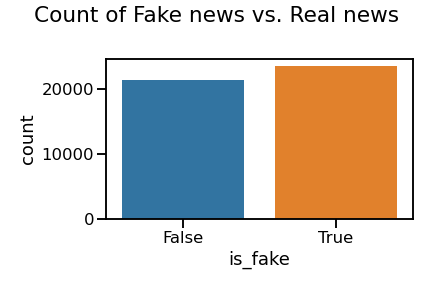 Count of Fake news vs. Real news
20000
10000
0
count
False True
is_fake